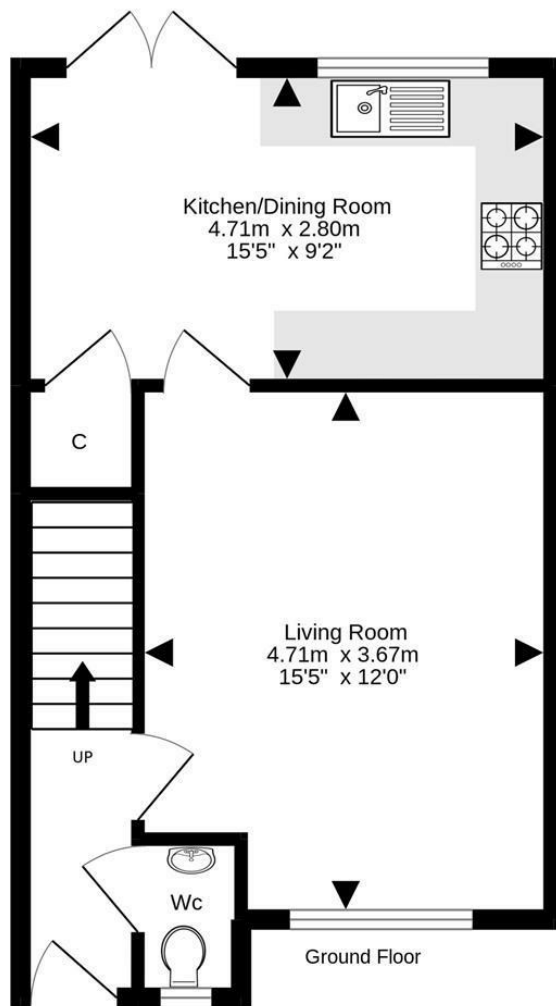 Kitchen/Dining Room
4.71m x 2.80m
15'5" x 9'2"
C
Living Room
4.71m x 3.67m
15'5" x 12'0"
UP
Wc
Ground Floor